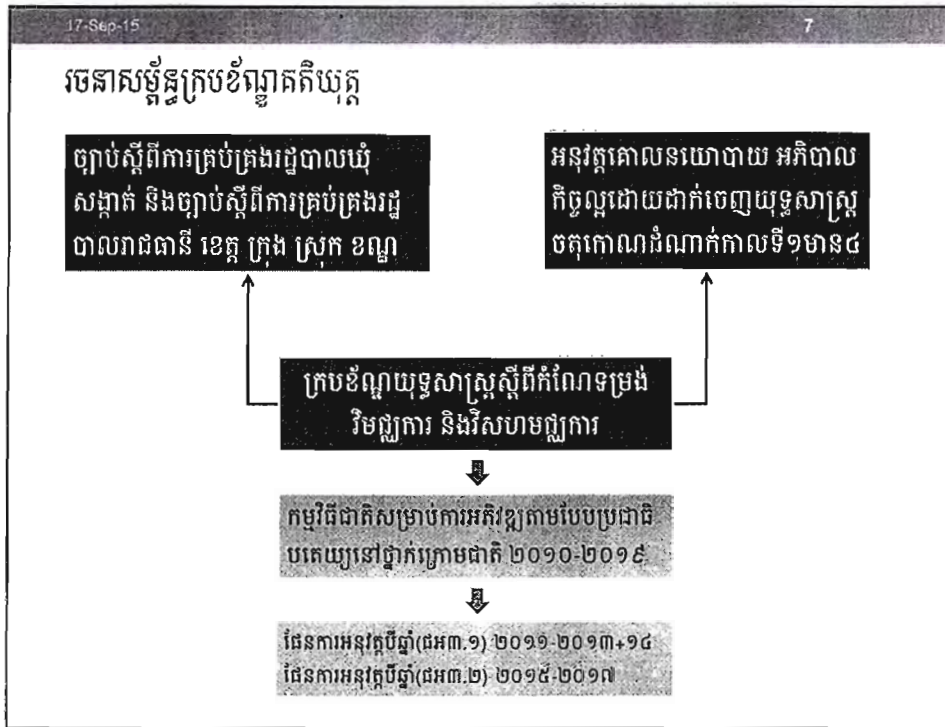 17-Sep-15
7
រចនាសម្ព័ន្ធក្របខ័ណ្ឌគតិយុត្ត
ច្បាប់ស្តីពីការគ្រប់គ្រងរដ្ឋបាលឃុំ
សង្កាត់ និងច្បាប់ស្តីពីការគ្រប់គ្រងរដ្ឋ
បាលរាជធានី ខេត្ត ក្រុង ស្រុក ខណ្ឌ
អនុវត្តគោលនយោបាយ អភិបាល
កិច្ចល្អដោយដាក់ចេញយុទ្ធសាស្ត្រ
ចតុកោណដំណាក់កាលទី១មាន៤
ក្របខ័ណ្ឌយុទ្ធសាស្ត្រស្តីពីកំណែទម្រង់
វិមជ្ឈការ និងវិសហមជ្ឈការ
កម្មវិធីជាតិសម្រាប់ការអភិវឌ្ឍតាមបែបប្រជាធិ
បតេយ្យនៅថ្នាក់ក្រោមជាតិ ២០១០-២០១៩
ផែនការអនុវត្តបីឆ្នាំ(ជអ៣.១) ២០១១-២០១៣+១៤
ផែនការអនុវត្តបីឆ្នាំ(ជអ៣.២) ២០១៥-២០១៧